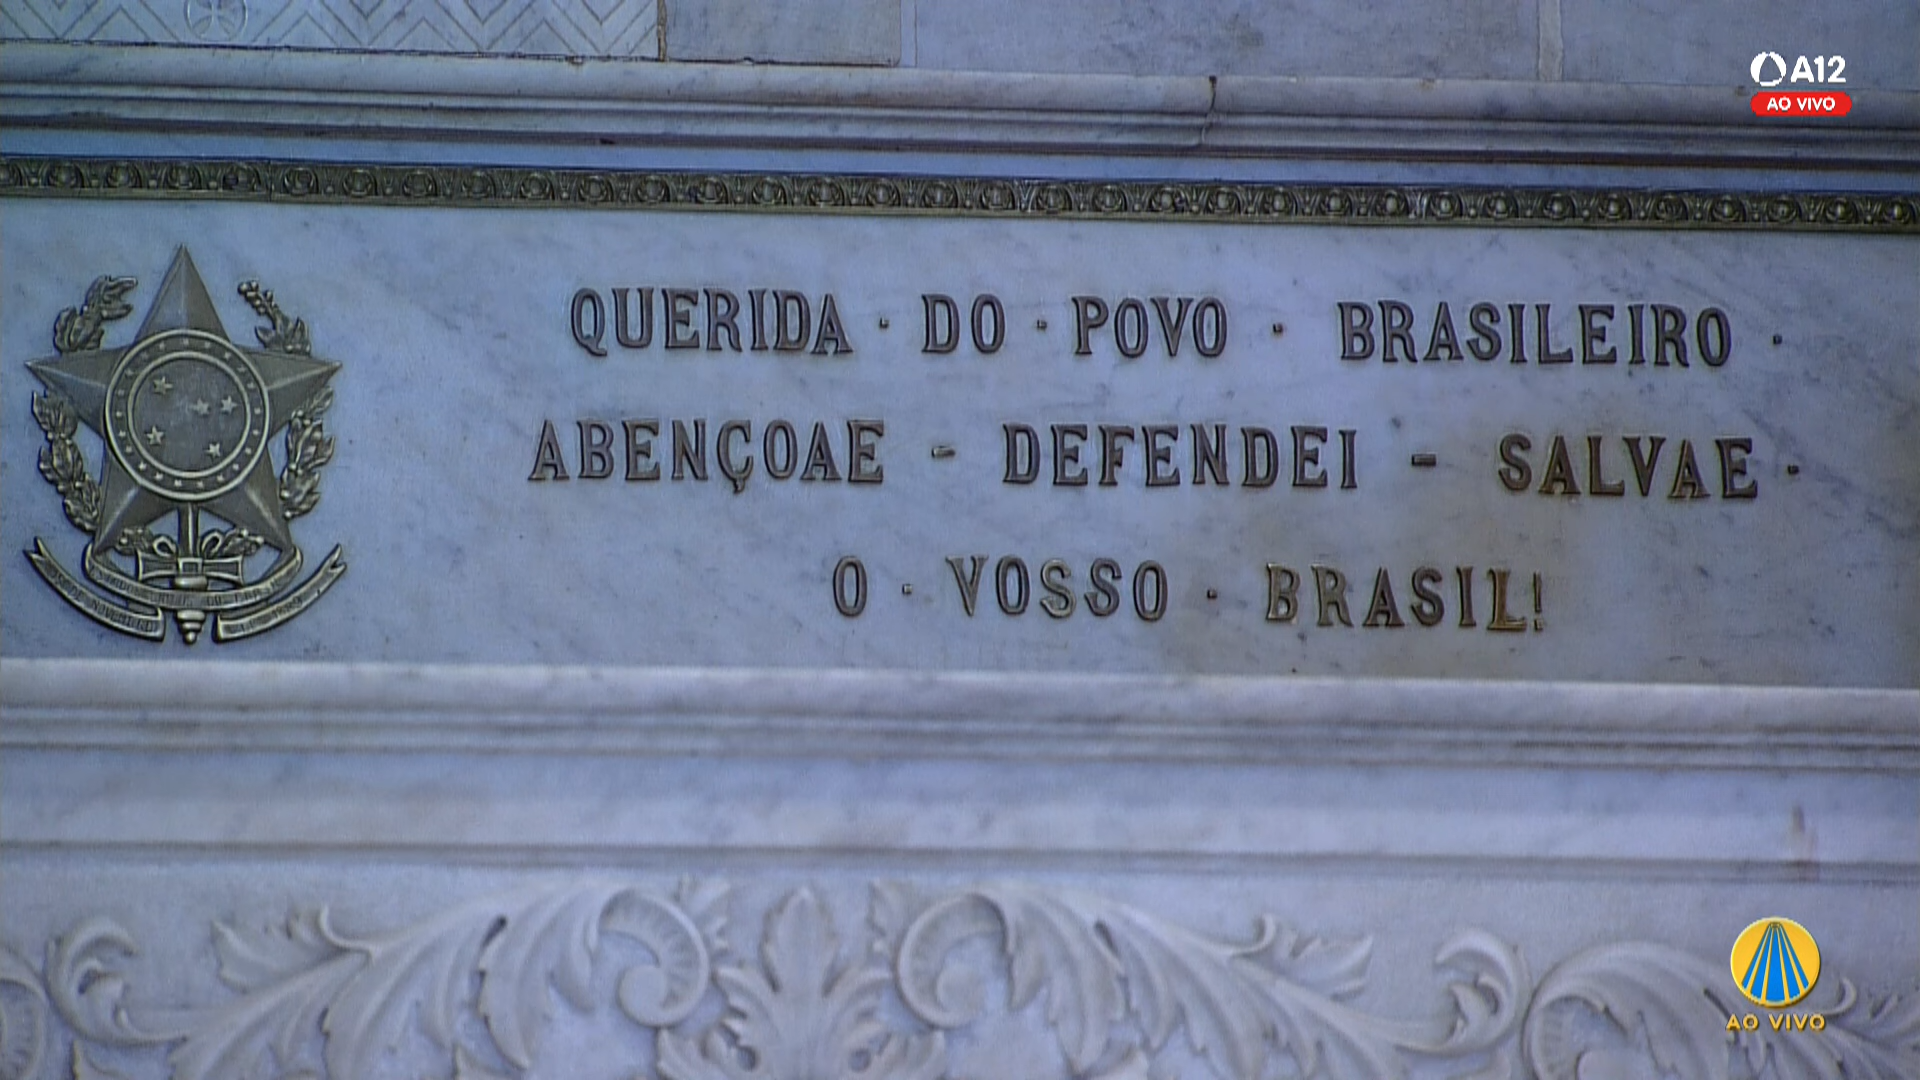 A12
AO VIVO
QUERIDA · DO · POVO · BRASILEIRO ·
ABENÇOAE - DEFENDEI - SALVAE ·
O · VOSSO · BRASIL!
AO VIVO